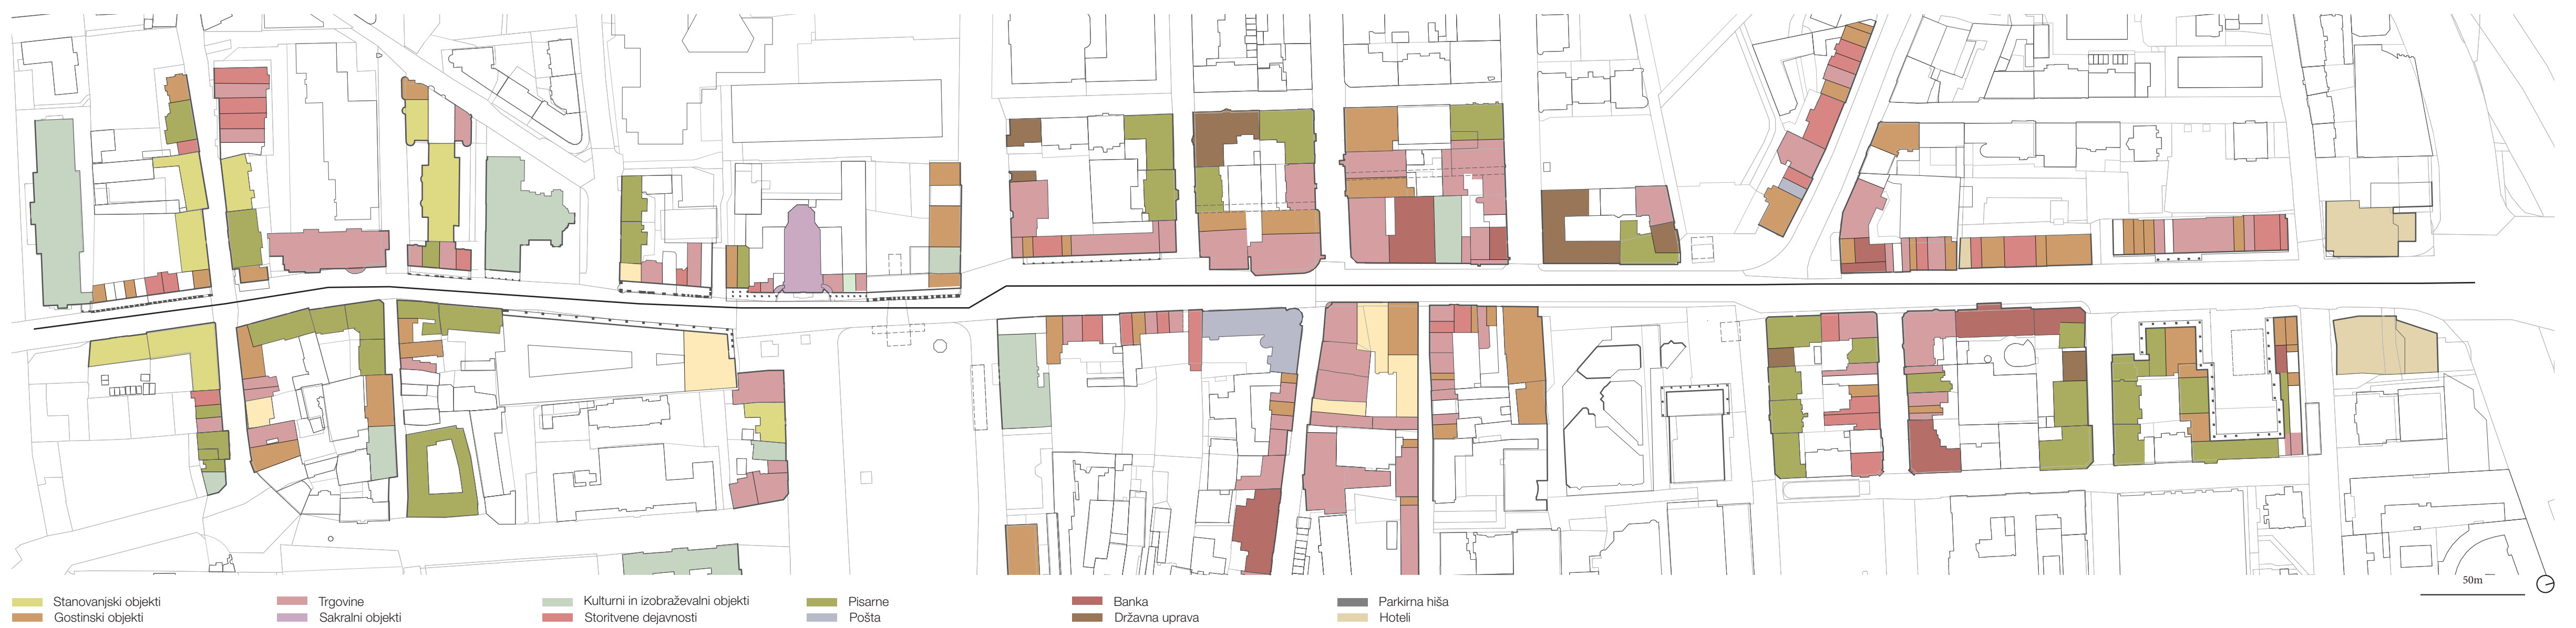 50m
Stanovanjski objekti
Trgovine
Kulturni in izobraževalni objekti
Pisarne
Banka
Parkirna hiša
Gostinski objekti
Sakralni objekti
Storitvene dejavnosti
Pošta
Državna uprava
Hoteli